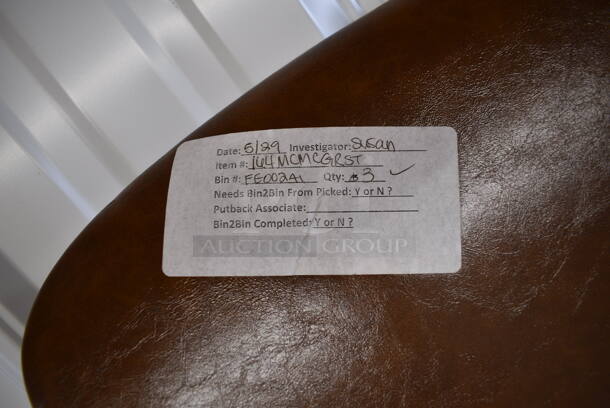 Date: 5/29 Investigator: Susan
Item #: 164MCMCGRST
Bin #: FE002A1 Qty: 3 ✓
Needs Bin2Bin From Picked: Y or N ?
Putback Associate:
Bin2Bin Completed: Y or N ?
AUCTION GROUP